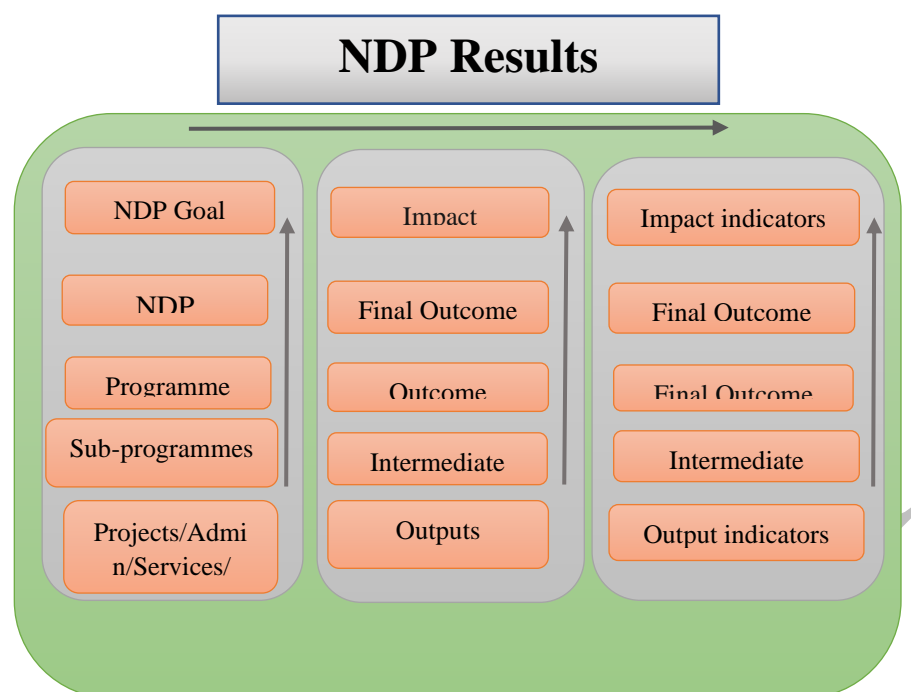 NDP Results
NDP Goal
NDP
Programme
Sub-programmes
Projects/Admi
n/Services/
Impact
Final Outcome
Outcome
Intermediate
Outputs
Impact indicators
Final Outcome
Final Outcome
Intermediate
Output indicators